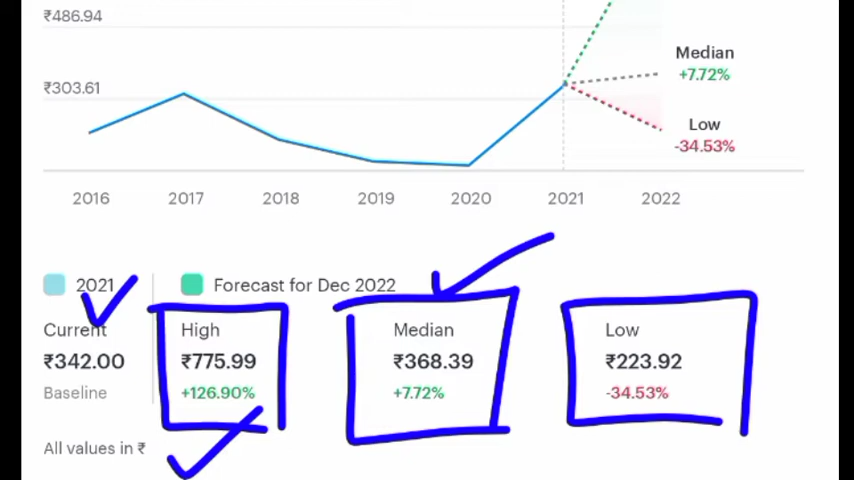 ₹486.94
Median
+7.72%
₹303.61
Low
-34.53%
2016 2017 2018 2019 2020 2021 2022
2021 Forecast for Dec 2022
Current High Median Low
₹342.00 ₹775.99 ₹368.39 ₹223.92
Baseline +126.90% +7.72% -34.53%
All values in ₹